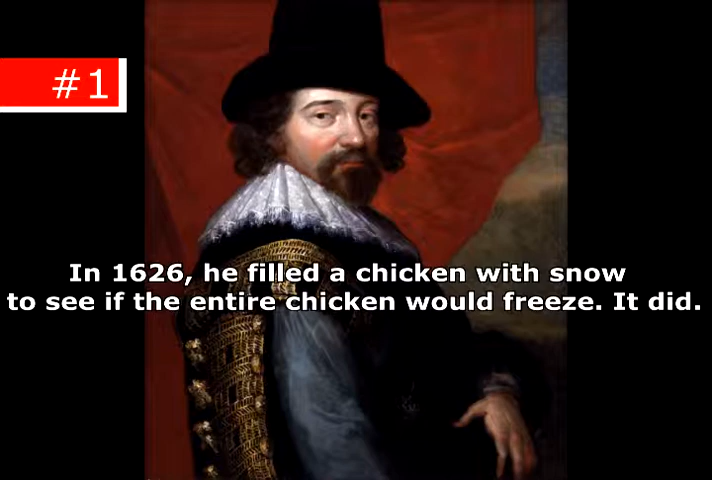 #1
In 1626, he filled a chicken with snow
to see if the entire chicken would freeze. It did.